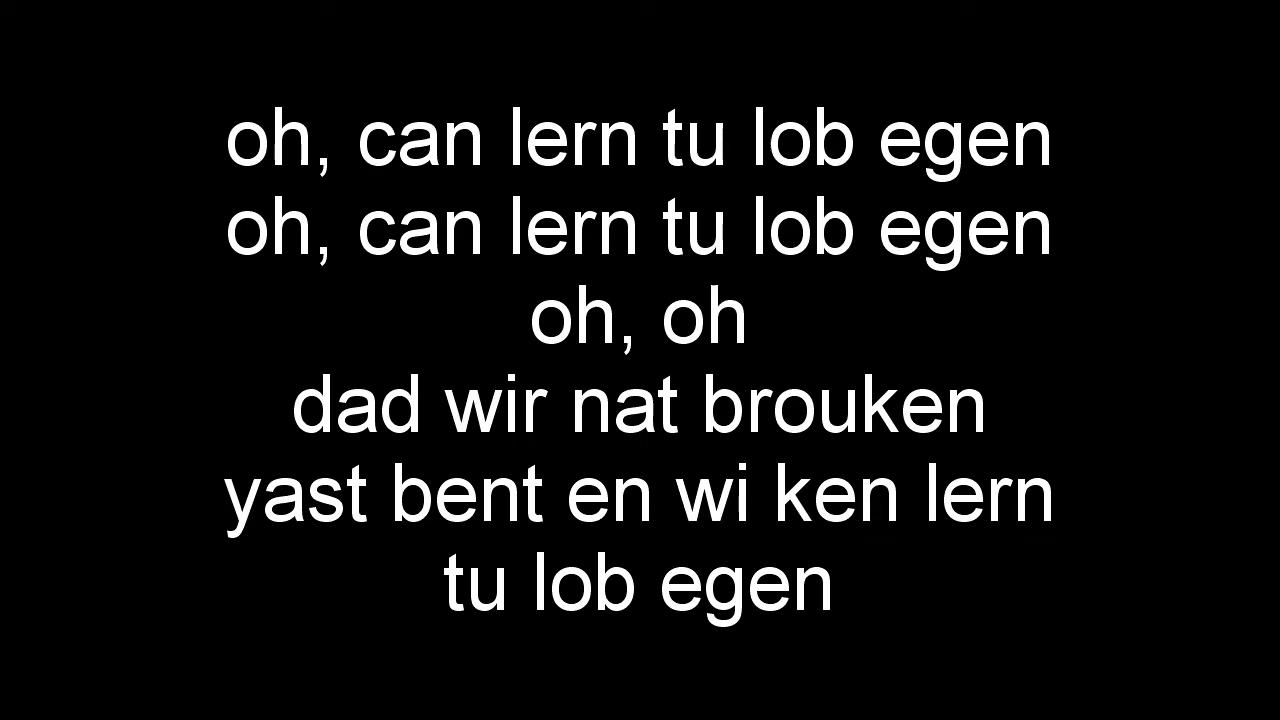 oh, can lern tu lob egen
oh, can lern tu lob egen
oh, oh
dad wir nat brouken
yast bent en wi ken lern
tu lob egen